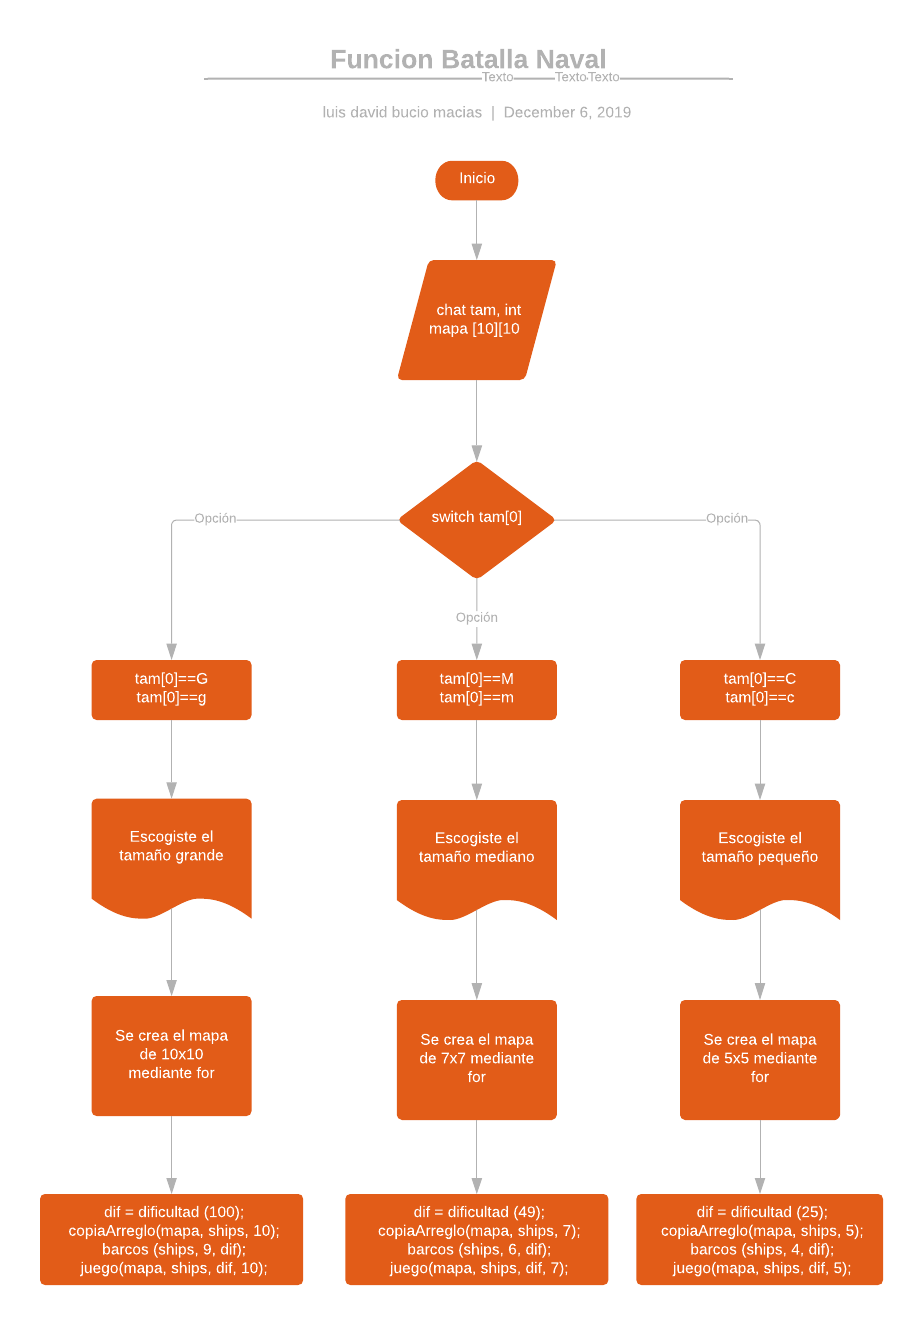 Funcion Batalla Naval
Texto Texto Texto
luis david bucio macias | December 6, 2019
Inicio
chat tam, int
mapa [10][10
switch tam[0]
Opción
Opción
Opción
tam[0]==G
tam[0]==g
tam[0]==M
tam[0]==m
tam[0]==C
tam[0]==c
Escogiste el
tamaño grande
Escogiste el
tamaño mediano
Escogiste el
tamaño pequeño
Se crea el mapa
de 10x10
mediante for
Se crea el mapa
de 7x7 mediante
for
Se crea el mapa
de 5x5 mediante
for
dif = dificultad (100);
copiaArreglo(mapa, ships, 10);
barcos (ships, 9, dif);
juego(mapa, ships, dif, 10);
dif = dificultad (49);
copiaArreglo(mapa, ships, 7);
barcos (ships, 6, dif);
juego(mapa, ships, dif, 7);
dif = dificultad (25);
copiaArreglo(mapa, ships, 5);
barcos (ships, 4, dif);
juego(mapa, ships, dif, 5);